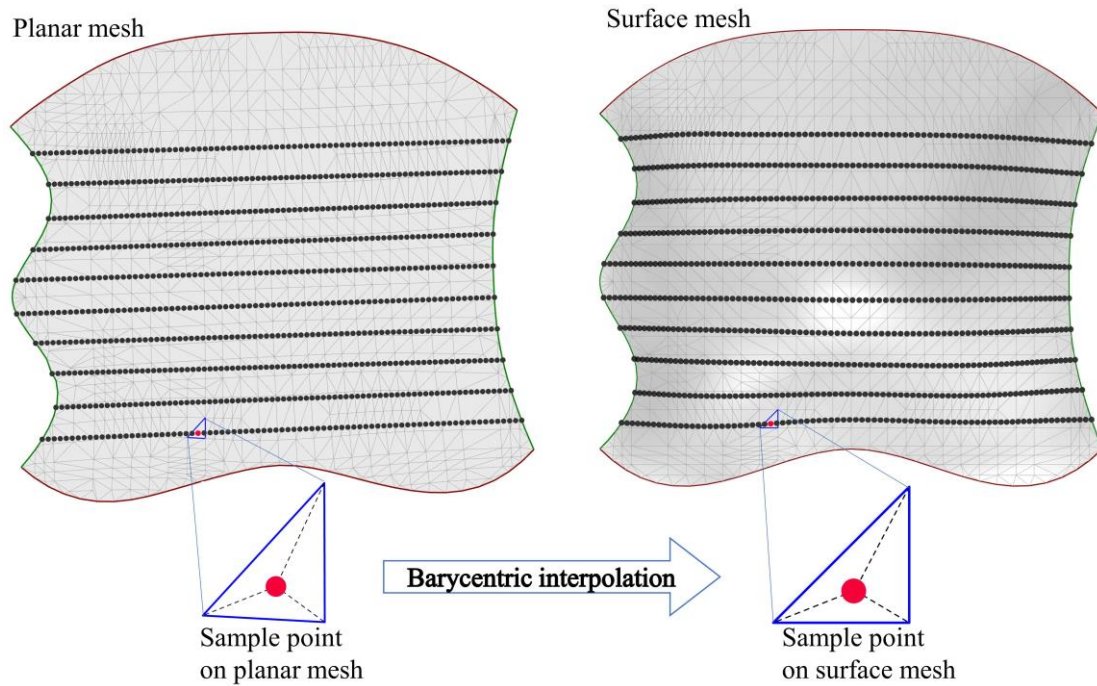 Planar mesh
Surface mesh
Barycentric interpolation
Sample point
on planar mesh
Sample point
on surface mesh